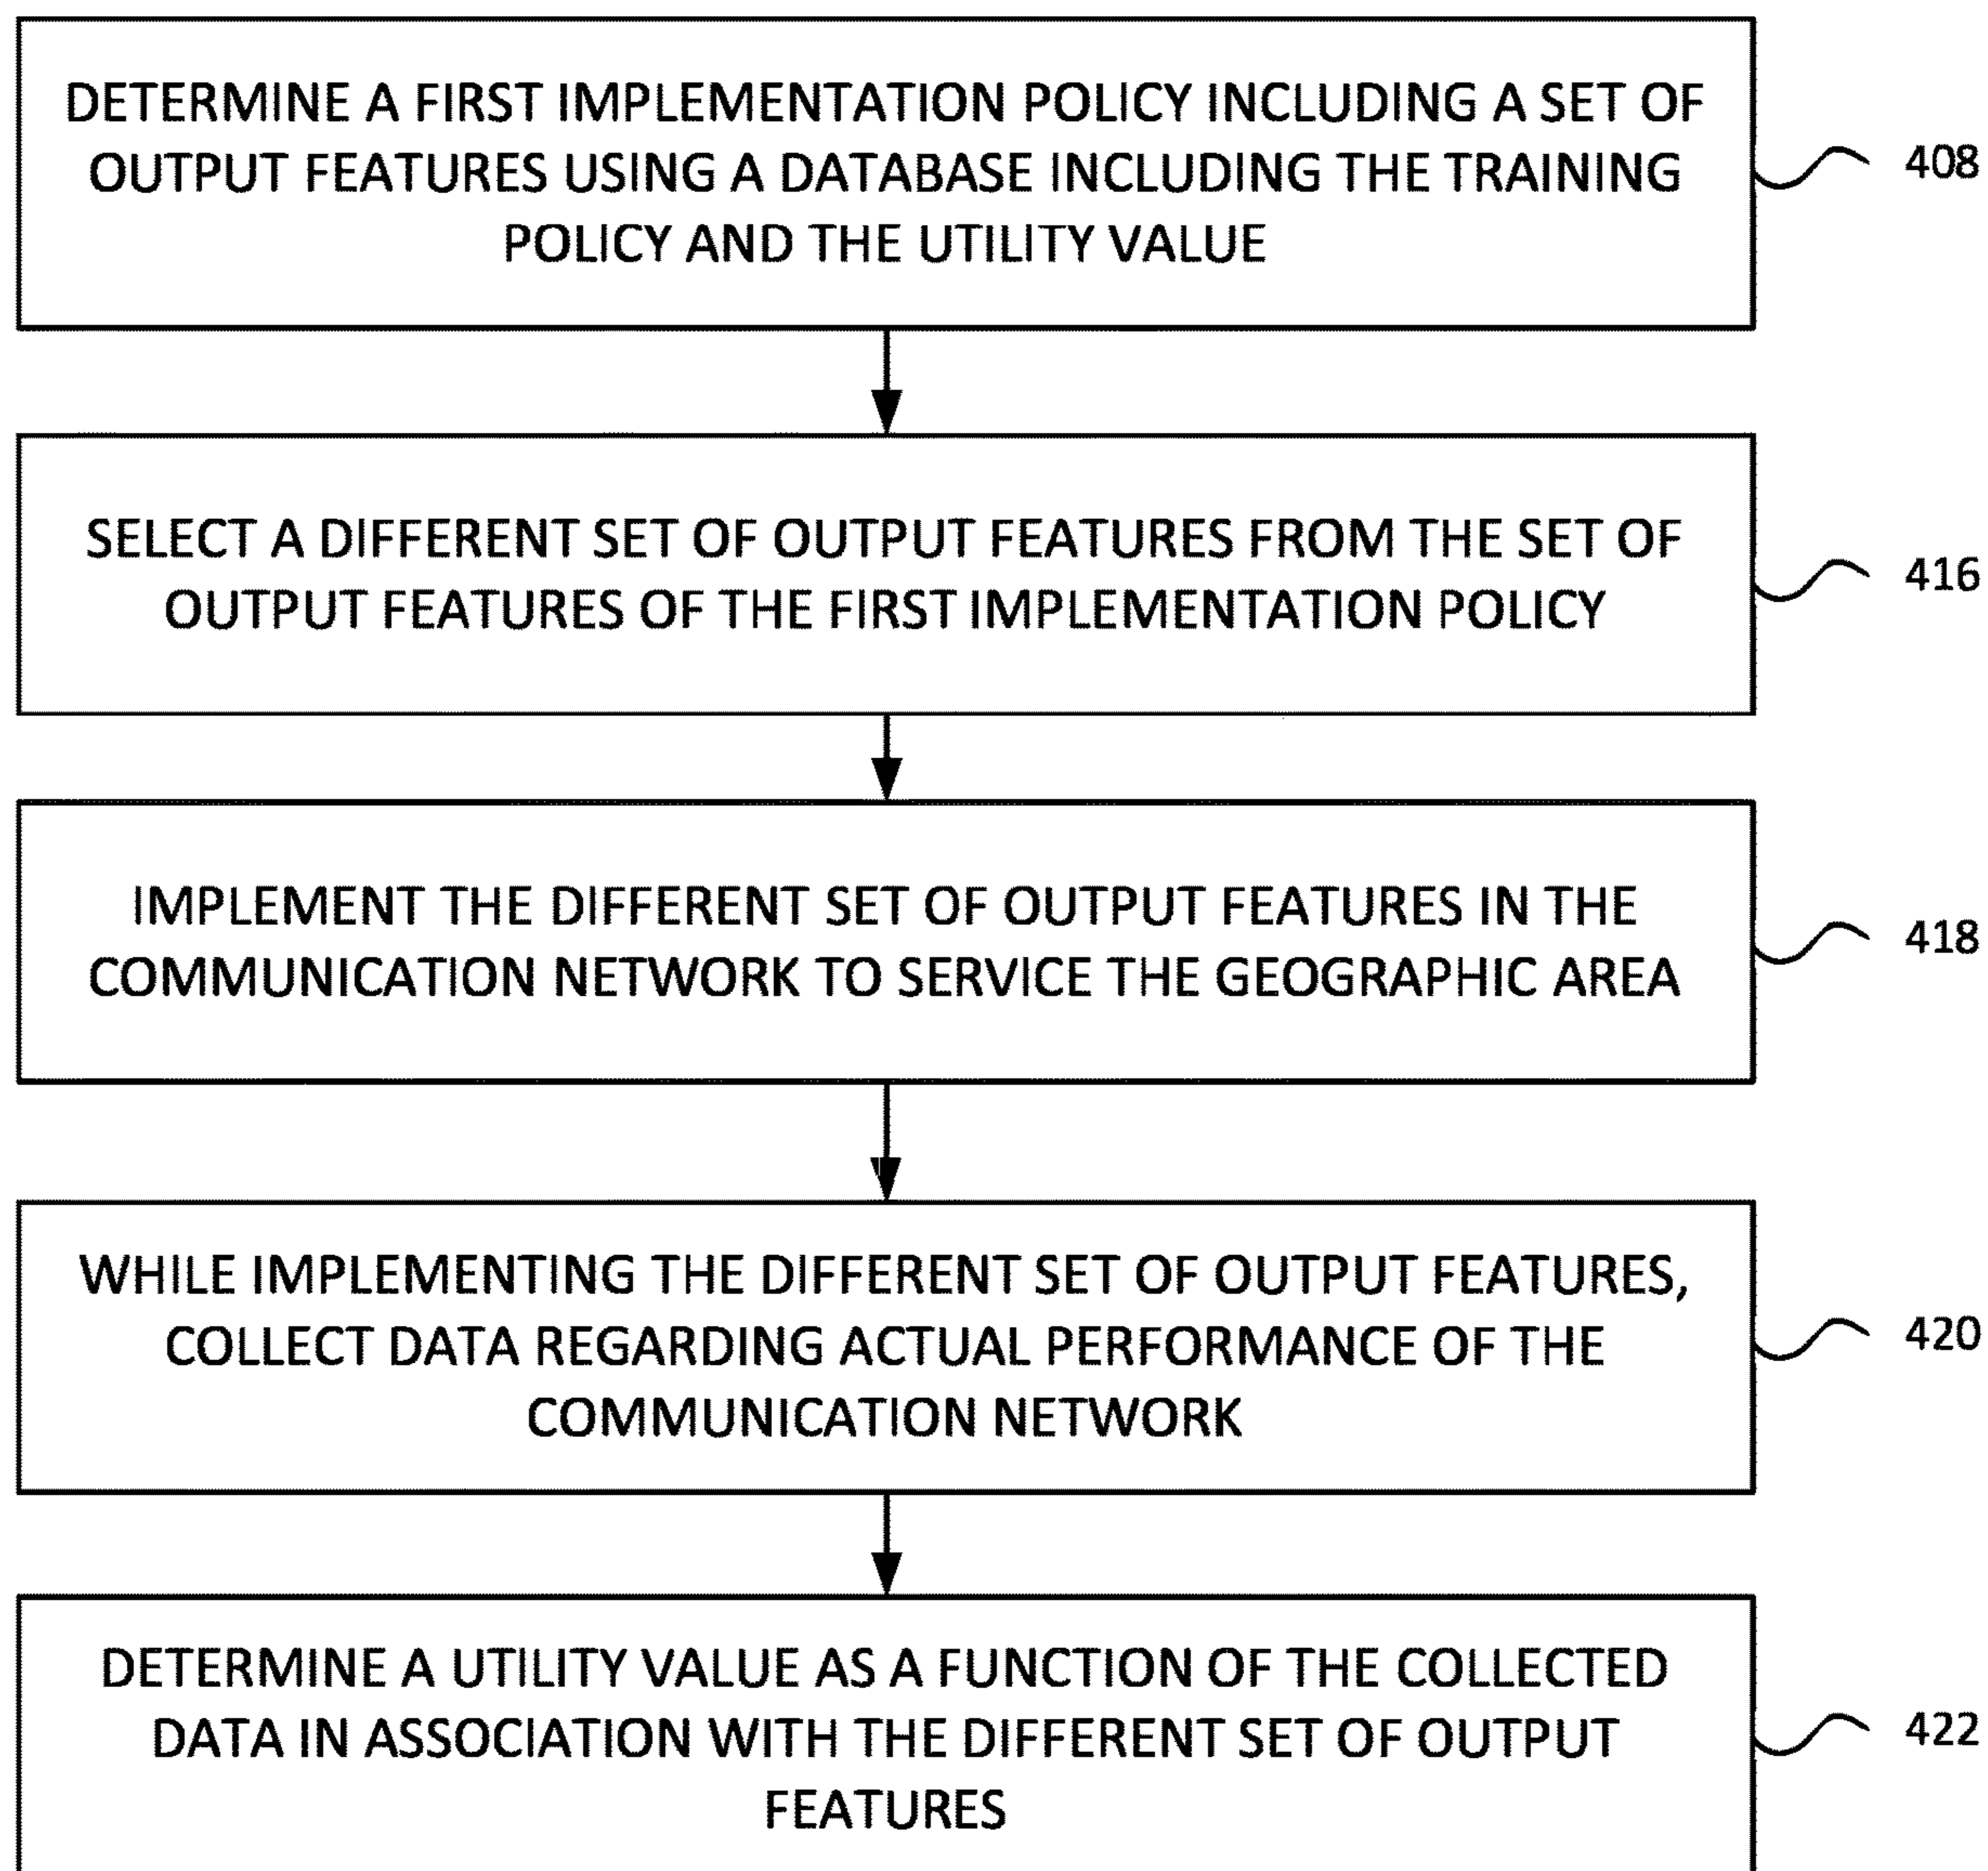 DETERMINE A FIRST IMPLEMENTATION POLICY INCLUDING A SET OF
OUTPUT FEATURES USING A DATABASE INCLUDING THE TRAINING
POLICY AND THE UTILITY VALUE
408
SELECT A DIFFERENT SET OF OUTPUT FEATURES FROM THE SET OF
OUTPUT FEATURES OF THE FIRST IMPLEMENTATION POLICY
416
IMPLEMENT THE DIFFERENT SET OF OUTPUT FEATURES IN THE
COMMUNICATION NETWORK TO SERVICE THE GEOGRAPHIC AREA
418
WHILE IMPLEMENTING THE DIFFERENT SET OF OUTPUT FEATURES,
COLLECT DATA REGARDING ACTUAL PERFORMANCE OF THE
COMMUNICATION NETWORK
420
DETERMINE A UTILITY VALUE AS A FUNCTION OF THE COLLECTED
DATA IN ASSOCIATION WITH THE DIFFERENT SET OF OUTPUT
FEATURES
422